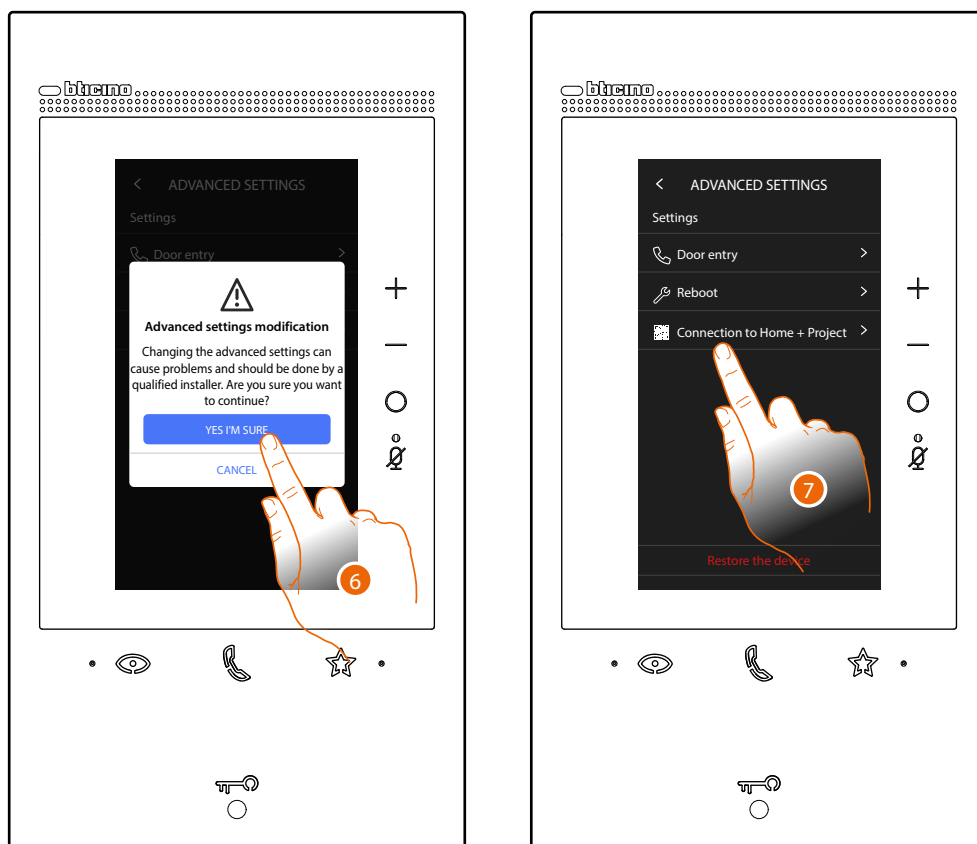 bticino
< ADVANCED SETTINGS
Settings
Door entry >
Advanced settings modification
Changing the advanced settings can
cause problems and should be done by a
qualified installer. Are you sure you want
to continue?
YES I'M SURE
CANCEL
6
bticino
< ADVANCED SETTINGS
Settings
Door entry >
Reboot >
Connection to Home + Project >
7
Restore the device